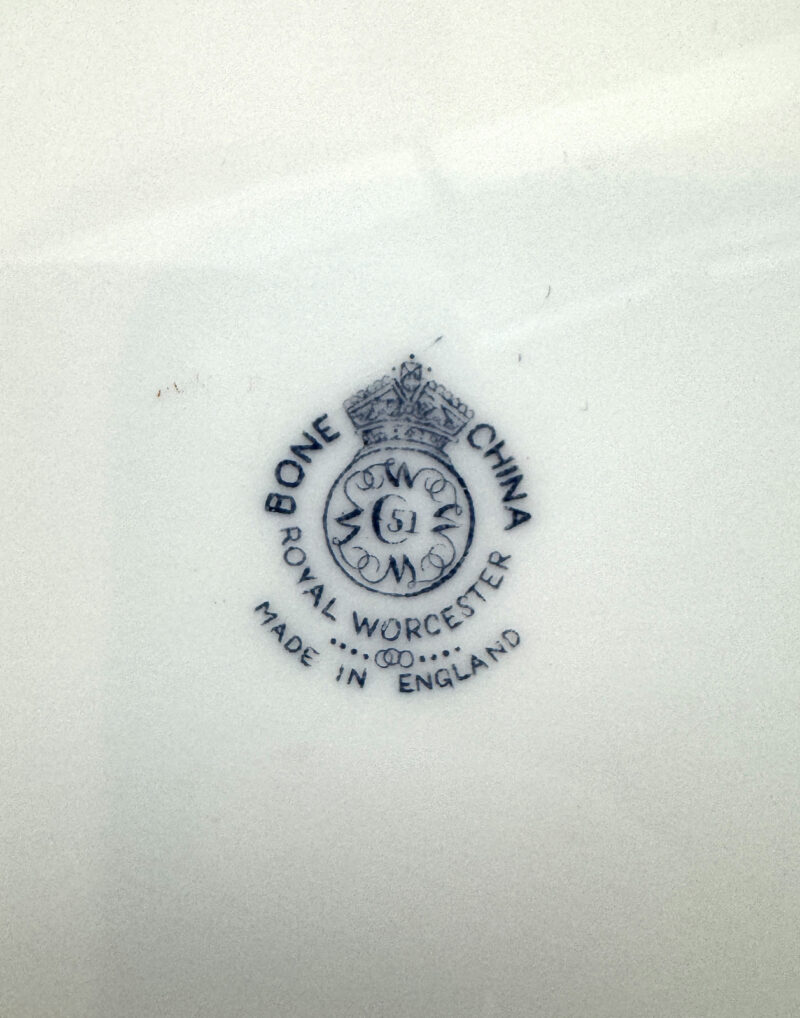 BONE CHINA
W
W C 51 W
W
ROYAL WORCESTER
MADE IN ENGLAND